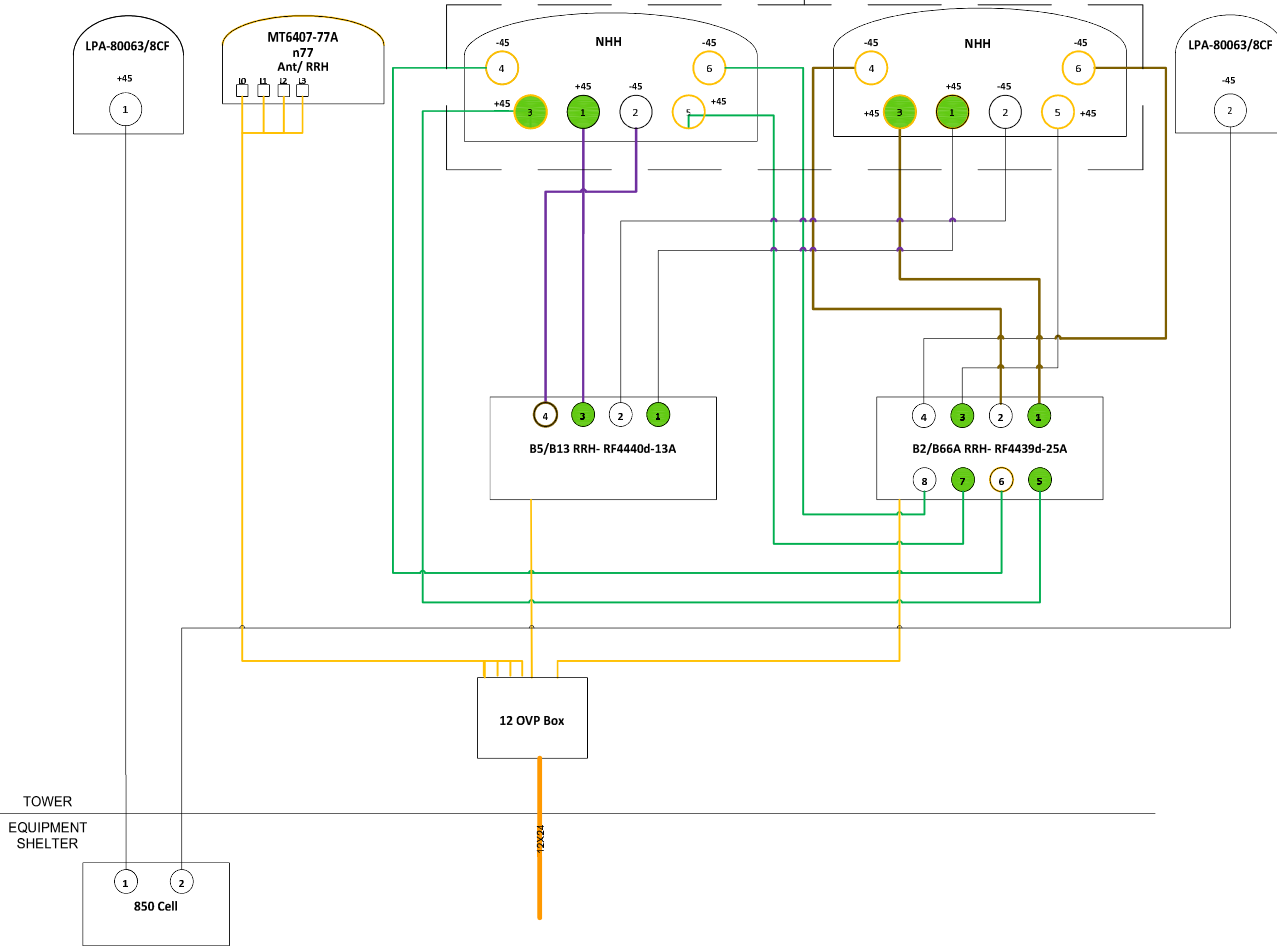 LPA-80063/8CF
+45
1
MT6407-77A
n77
Ant/ RRH
I0 I1 I2 I3
NHH
-45 -45
4 6
+45 +45 -45 +45
3 1 2 5
NHH
-45 -45
4 6
+45 -45
+45 3 1 2 5 +45
LPA-80063/8CF
-45
2
4 3 2 1
B5/B13 RRH- RF4440d-13A
4 3 2 1
B2/B66A RRH- RF4439d-25A
8 7 6 5
12 OVP Box
TOWER
EQUIPMENT
SHELTER
12X24
1 2
850 Cell